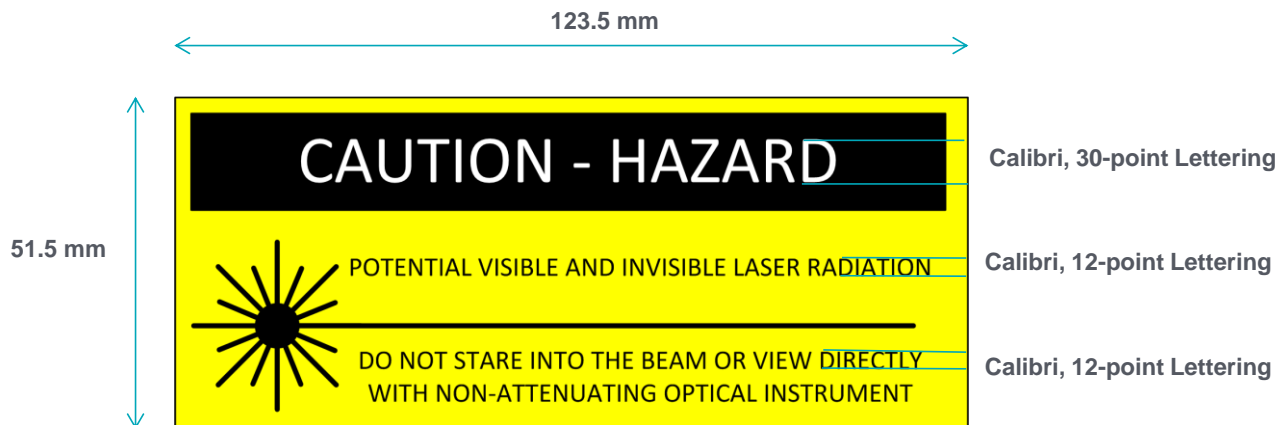 123.5 mm
CAUTION - HAZARD
Calibri, 30-point Lettering
51.5 mm
POTENTIAL VISIBLE AND INVISIBLE LASER RADIATION
Calibri, 12-point Lettering
DO NOT STARE INTO THE BEAM OR VIEW DIRECTLY
WITH NON-ATTENUATING OPTICAL INSTRUMENT
Calibri, 12-point Lettering